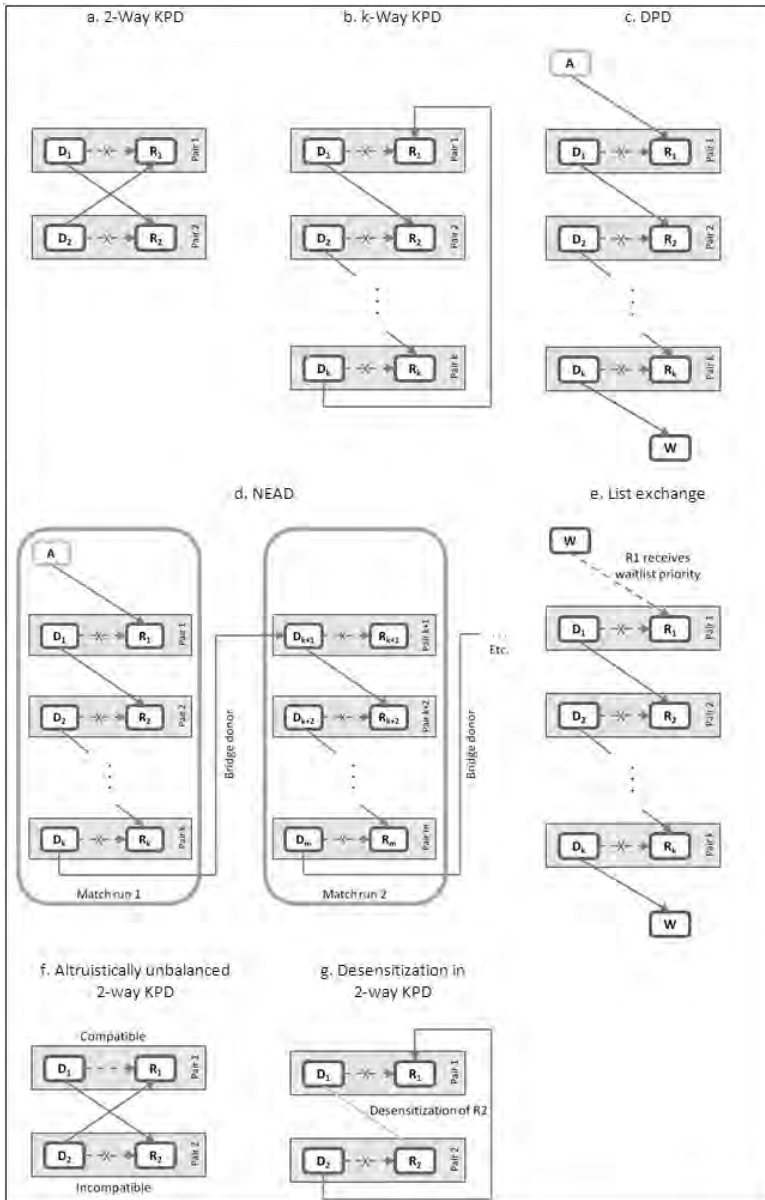 a. 2-Way KPD
b. k-Way KPD
c. DPD
D1 X R1 Pair 1
D2 X R2 Pair 2
D1 X R1 Pair 1
D2 X R2 Pair 2
Dk X Rk Pair k
A
D1 X R1 Pair 1
D2 X R2 Pair 2
Dk X Rk Pair k
W
d. NEAD
e. List exchange
A
D1 X R1 Pair 1
D2 X R2 Pair 2
Dk X Rk Pair k
Match run 1
Bridge donor
Dk+1 X Rk+1 Pair k+1
Dk+2 X Rk+2 Pair k+2
Dm X Rm Pair m
Match run 2
Bridge donor
...
Etc.
W
R1 receives
waitlist priority
D1 X R1 Pair 1
D2 X R2 Pair 2
Dk X Rk Pair k
W
f. Altruistically unbalanced
2-way KPD
Compatible
D1 R1 Pair 1
D2 X R2 Pair 2
Incompatible
g. Desensitization in
2-way KPD
D1 X R1 Pair 1
Desensitization of R2
D2 X R2 Pair 2